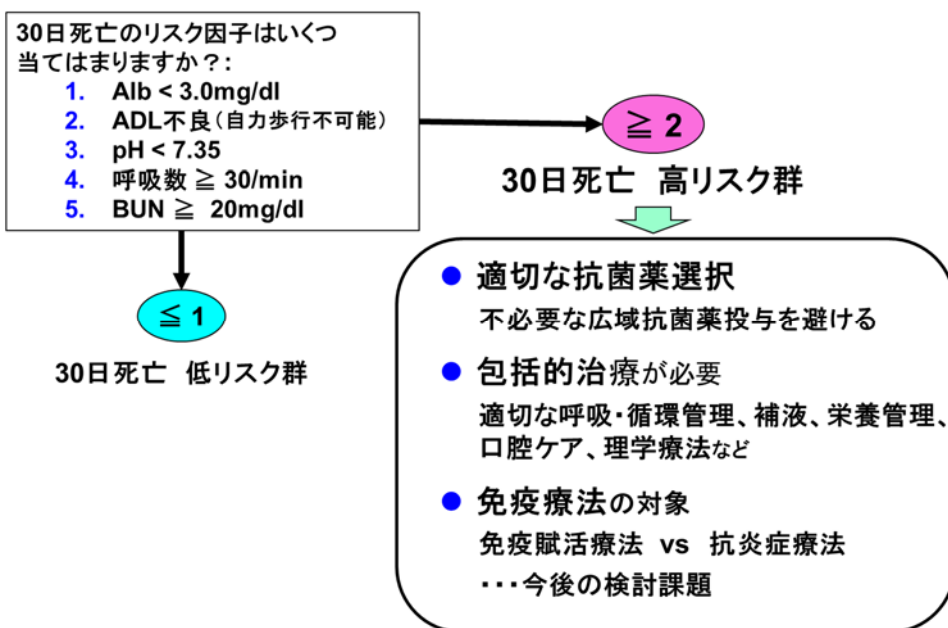 30日死亡のリスク因子はいくつ
当てはまりますか？:
1. Alb < 3.0mg/dl
2. ADL不良（自力歩行不可能）
3. pH < 7.35
4. 呼吸数 ≧ 30/min
5. BUN ≧ 20mg/dl
≧ 2
30日死亡 高リスク群
≦ 1
30日死亡 低リスク群
● 適切な抗菌薬選択
不必要な広域抗菌薬投与を避ける
● 包括的治療が必要
適切な呼吸・循環管理、補液、栄養管理、
口腔ケア、理学療法など
● 免疫療法の対象
免疫賦活療法 vs 抗炎症療法
・・・今後の検討課題